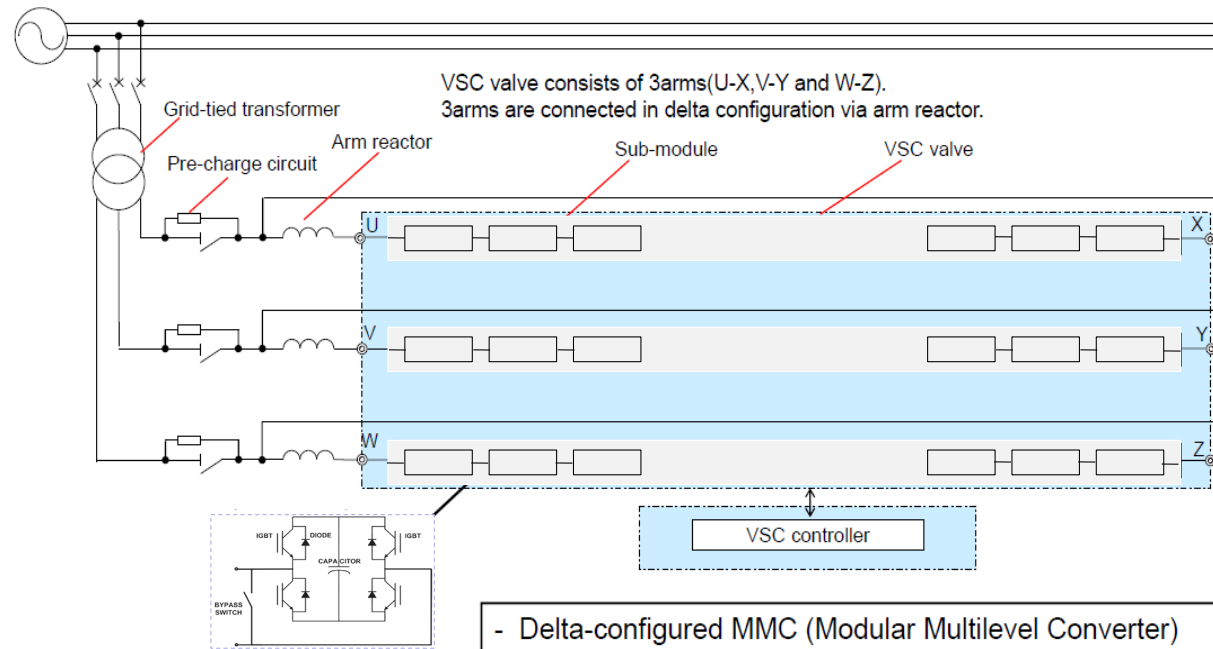 VSC valve consists of 3arms(U-X,V-Y and W-Z).
3arms are connected in delta configuration via arm reactor.
Grid-tied transformer
Arm reactor
Sub-module
VSC valve
Pre-charge circuit
U
X
V
Y
W
Z
IGBT
DIODE
IGBT
CAPACITOR
BYPASS
SWITCH
VSC controller
- Delta-configured MMC (Modular Multilevel Converter)